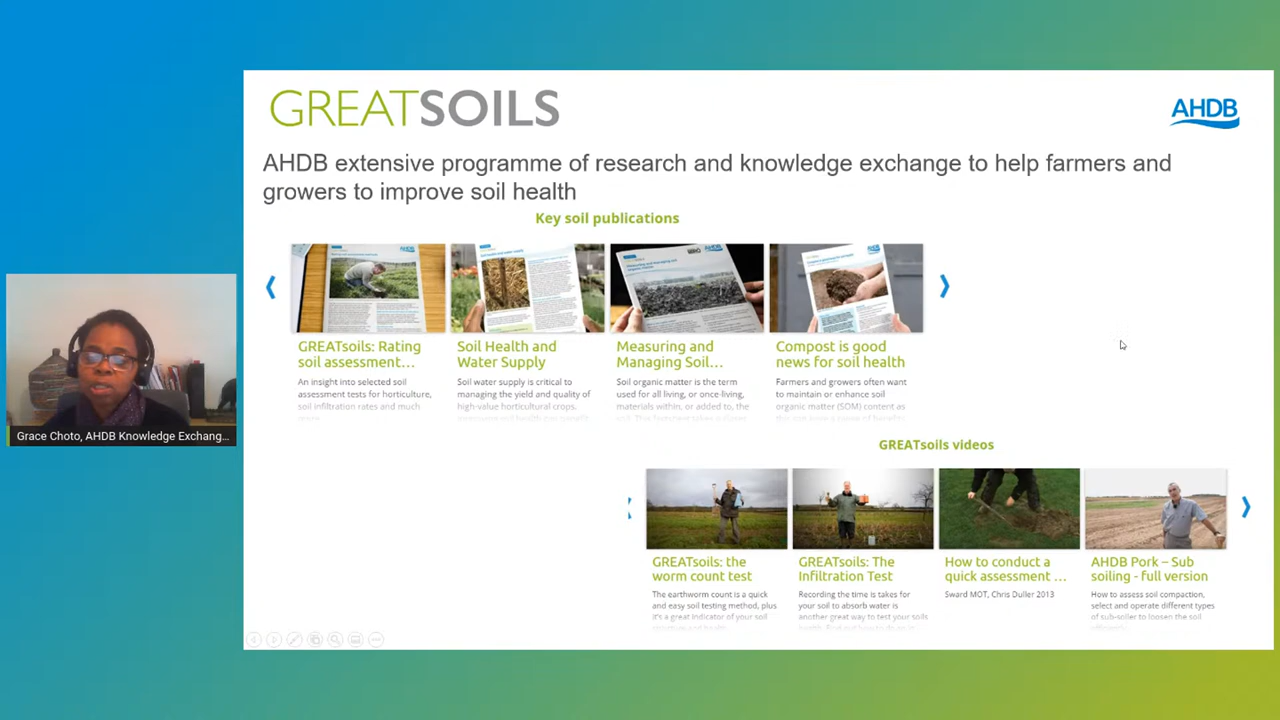 GREATSOILS
AHDB
AHDB extensive programme of research and knowledge exchange to help farmers and
growers to improve soil health
Key soil publications
GREATsoils: Rating
soil assessment…
An insight into selected soil
assessment tests for horticulture,
soil infiltration rates and much
more
Soil Health and
Water Supply
Soil water supply is critical to
managing the yield and quality of
high-value horticultural crops.
Measuring and
Managing Soil…
Soil organic matter is the term
used for all living, or once-living,
materials within, or added to, the
Compost is good
news for soil health
Farmers and growers often want
to maintain or enhance soil
organic matter (SOM) content as
Grace Choto, AHDB Knowledge Exchang...
GREATsoils videos
GREATsoils: the
worm count test
The earthworm count is a quick
and easy soil testing method, plus
it's a great indicator of your soil
GREATsoils: The
Infiltration Test
Recording the time is takes for
your soil to absorb water is
another great way to test your soils
How to conduct a
quick assessment ...
Sward MOT, Chris Duller 2013
AHDB Pork – Sub
soiling - full version
How to assess soil compaction,
select and operate different types
of sub-soiler to loosen the soil
efficiently